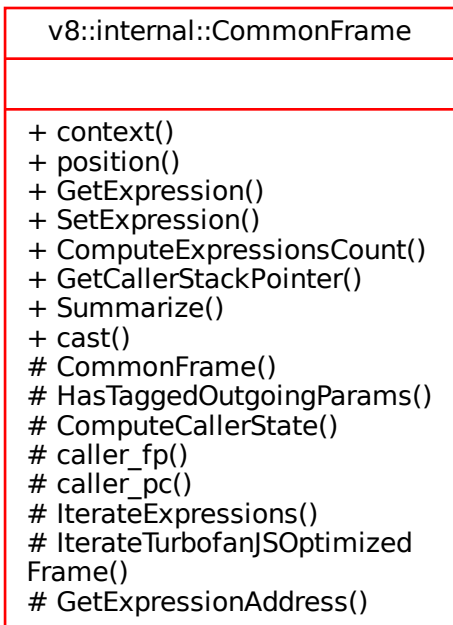 v8::internal::CommonFrame
+ context()
+ position()
+ GetExpression()
+ SetExpression()
+ ComputeExpressionsCount()
+ GetCallerStackPointer()
+ Summarize()
+ cast()
# CommonFrame()
# HasTaggedOutgoingParams()
# ComputeCallerState()
# caller_fp()
# caller_pc()
# IterateExpressions()
# IterateTurbofanJSOptimized
Frame()
# GetExpressionAddress()